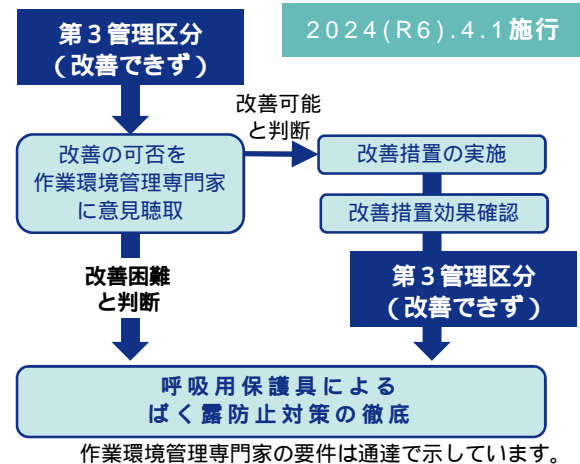 第３管理区分
（改善できず）
2024(R6).4.1施行
改善可能
と判断
改善の可否を
作業環境管理専門家
に意見聴取
改善措置の実施
改善措置効果確認
改善困難
と判断
第３管理区分
（改善できず）
呼吸用保護具による
ばく露防止対策の徹底
作業環境管理専門家の要件は通達で示しています。